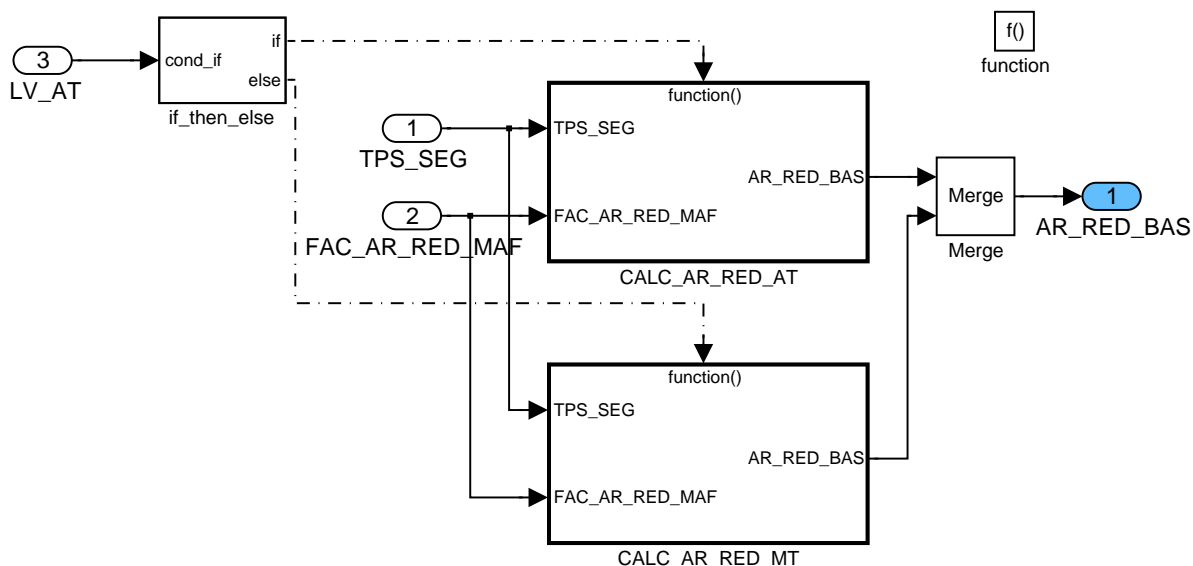 3
LV_AT
cond_if
if
else
if_then_else
f()
function
function()
1
TPS_SEG
2
FAC_AR_RED_MAF
TPS_SEG
FAC_AR_RED_MAF
AR_RED_BAS
CALC_AR_RED_AT
Merge
Merge
1
AR_RED_BAS
function()
TPS_SEG
FAC_AR_RED_MAF
AR_RED_BAS
CALC_AR_RED_MT